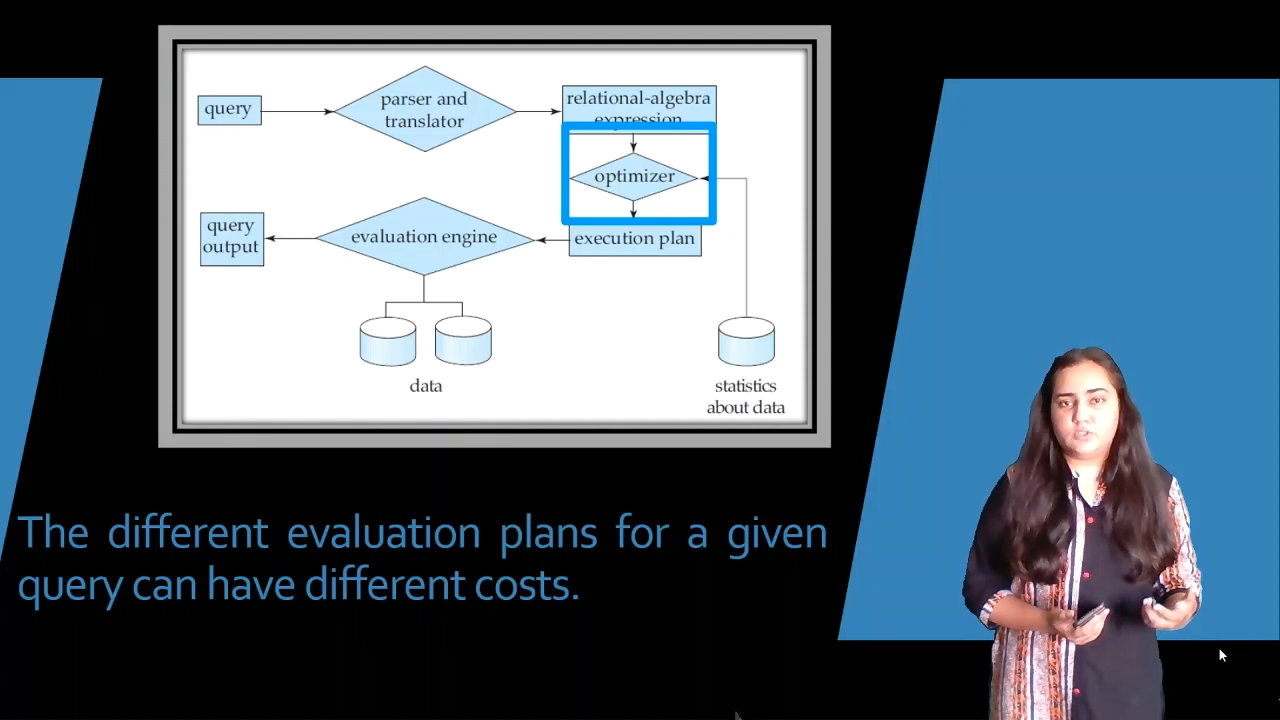 query
parser and
translator
relational-algebra
expression
optimizer
query
output
evaluation engine
execution plan
data
statistics
about data
The different evaluation plans for a given
query can have different costs.